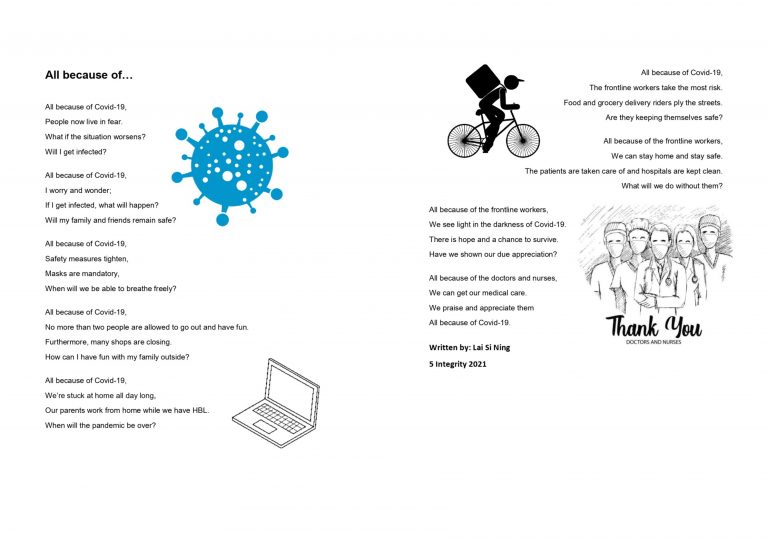 All because of…
All because of Covid-19,
People now live in fear.
What if the situation worsens?
Will I get infected?
All because of Covid-19,
I worry and wonder;
If I get infected, what will happen?
Will my family and friends remain safe?
All because of Covid-19,
Safety measures tighten,
Masks are mandatory,
When will we be able to breathe freely?
All because of Covid-19,
No more than two people are allowed to go out and have fun.
Furthermore, many shops are closing.
How can I have fun with my family outside?
All because of Covid-19,
We’re stuck at home all day long,
Our parents work from home while we have HBL.
When will the pandemic be over?
All because of Covid-19,
The frontline workers take the most risk.
Food and grocery delivery riders ply the streets.
Are they keeping themselves safe?
All because of the frontline workers,
We can stay home and stay safe.
The patients are taken care of and hospitals are kept clean.
What will we do without them?
All because of the frontline workers,
We see light in the darkness of Covid-19.
There is hope and a chance to survive.
Have we shown our due appreciation?
All because of the doctors and nurses,
We can get our medical care.
We praise and appreciate them
All because of Covid-19.
Thank You
DOCTORS AND NURSES
Written by: Lai Si Ning
5 Integrity 2021